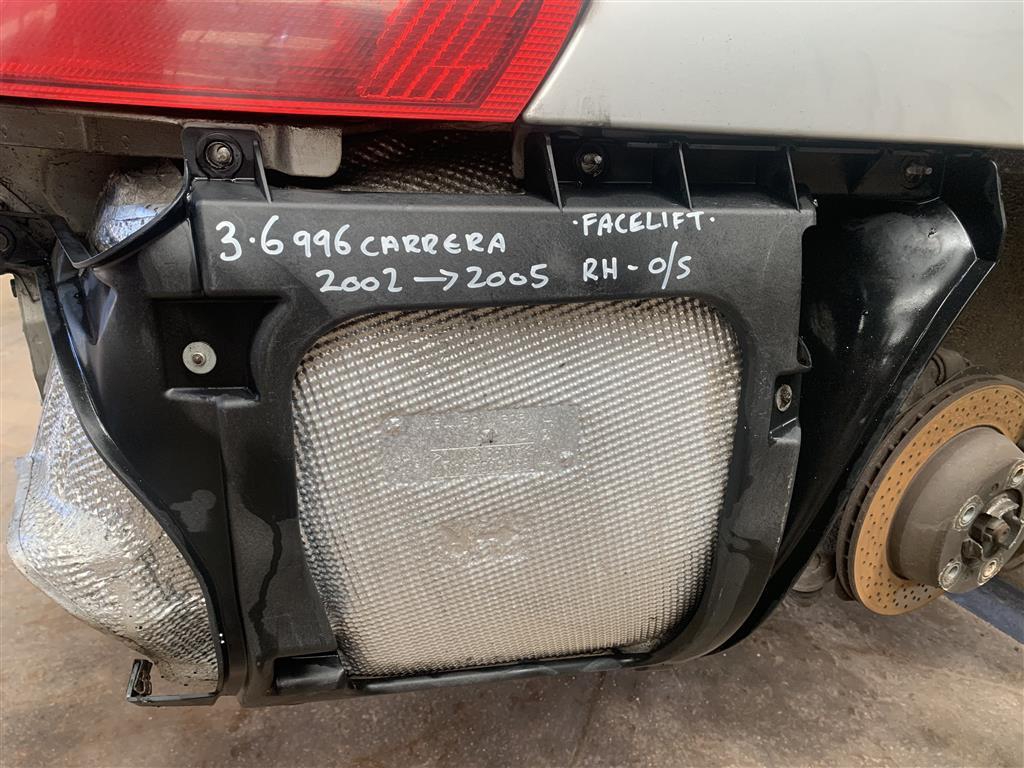 3.6 996 CARRERA
2002 → 2005
·FACELIFT·
RH - O/S